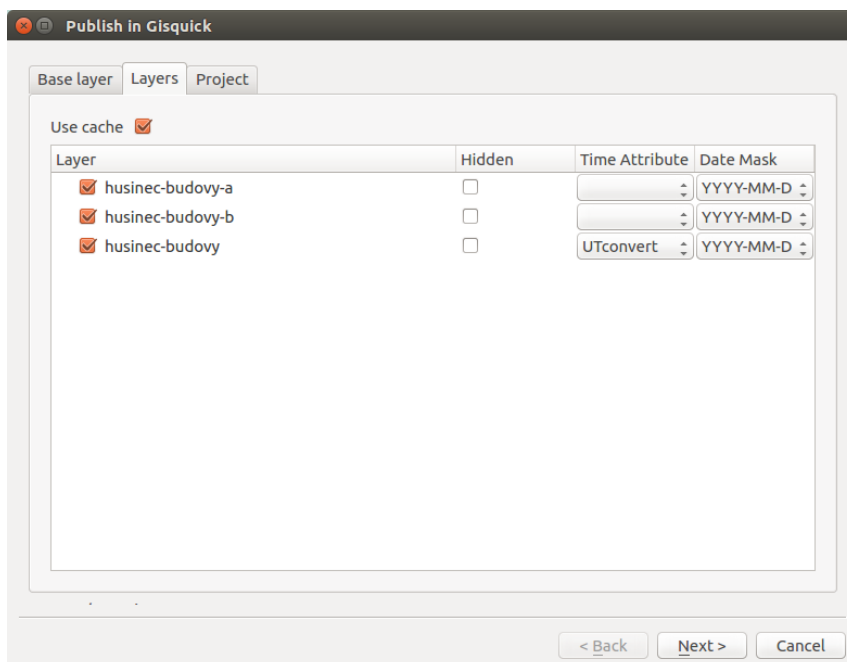 Publish in Gisquick
Base layer Layers Project
Use cache
Layer Hidden Time Attribute Date Mask
husinec-budovy-a YYYY-MM-D
husinec-budovy-b YYYY-MM-D
husinec-budovy UTconvert YYYY-MM-D
< Back Next > Cancel